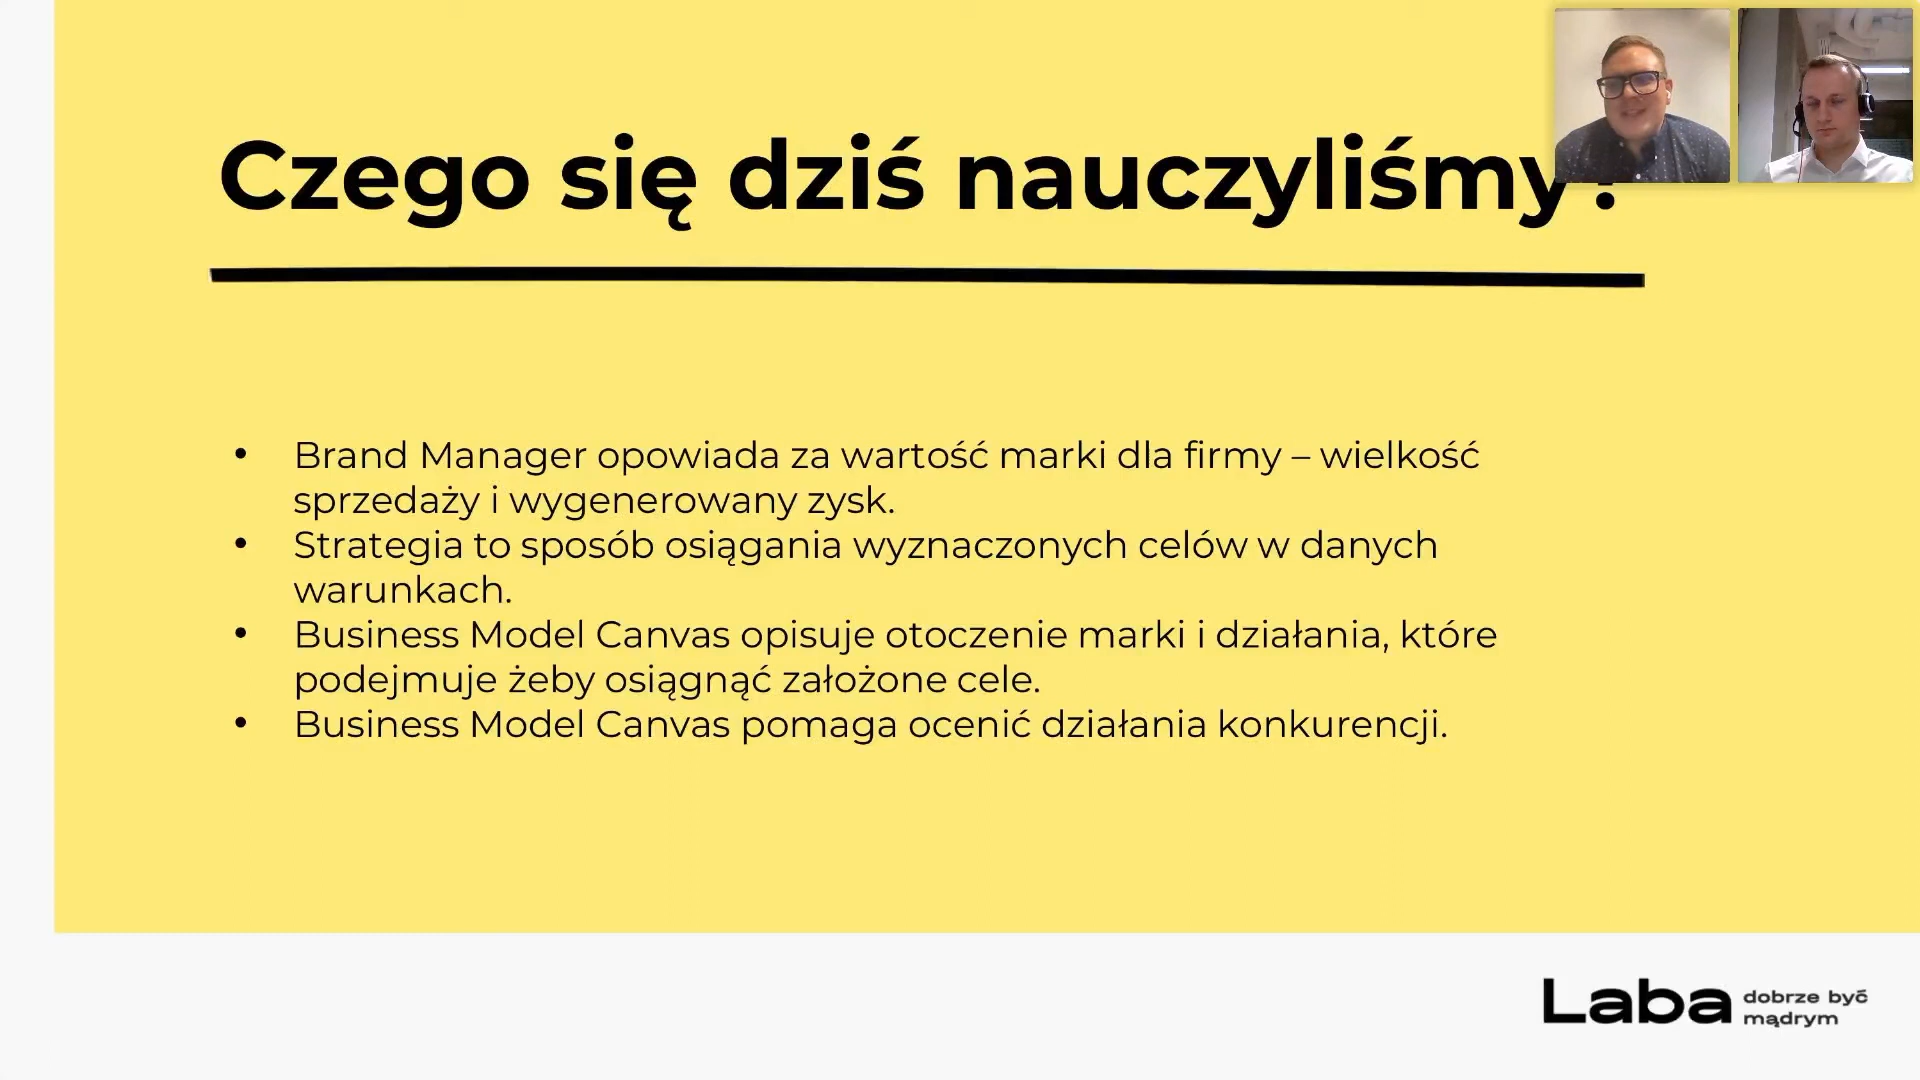 Czego się dziś nauczyliśmy?
• Brand Manager opowiada za wartość marki dla firmy – wielkość
sprzedaży i wygenerowany zysk.
• Strategia to sposób osiągania wyznaczonych celów w danych
warunkach.
• Business Model Canvas opisuje otoczenie marki i działania, które
podejmuje żeby osiągnąć założone cele.
• Business Model Canvas pomaga ocenić działania konkurencji.
Laba
dobrze być
mądrym